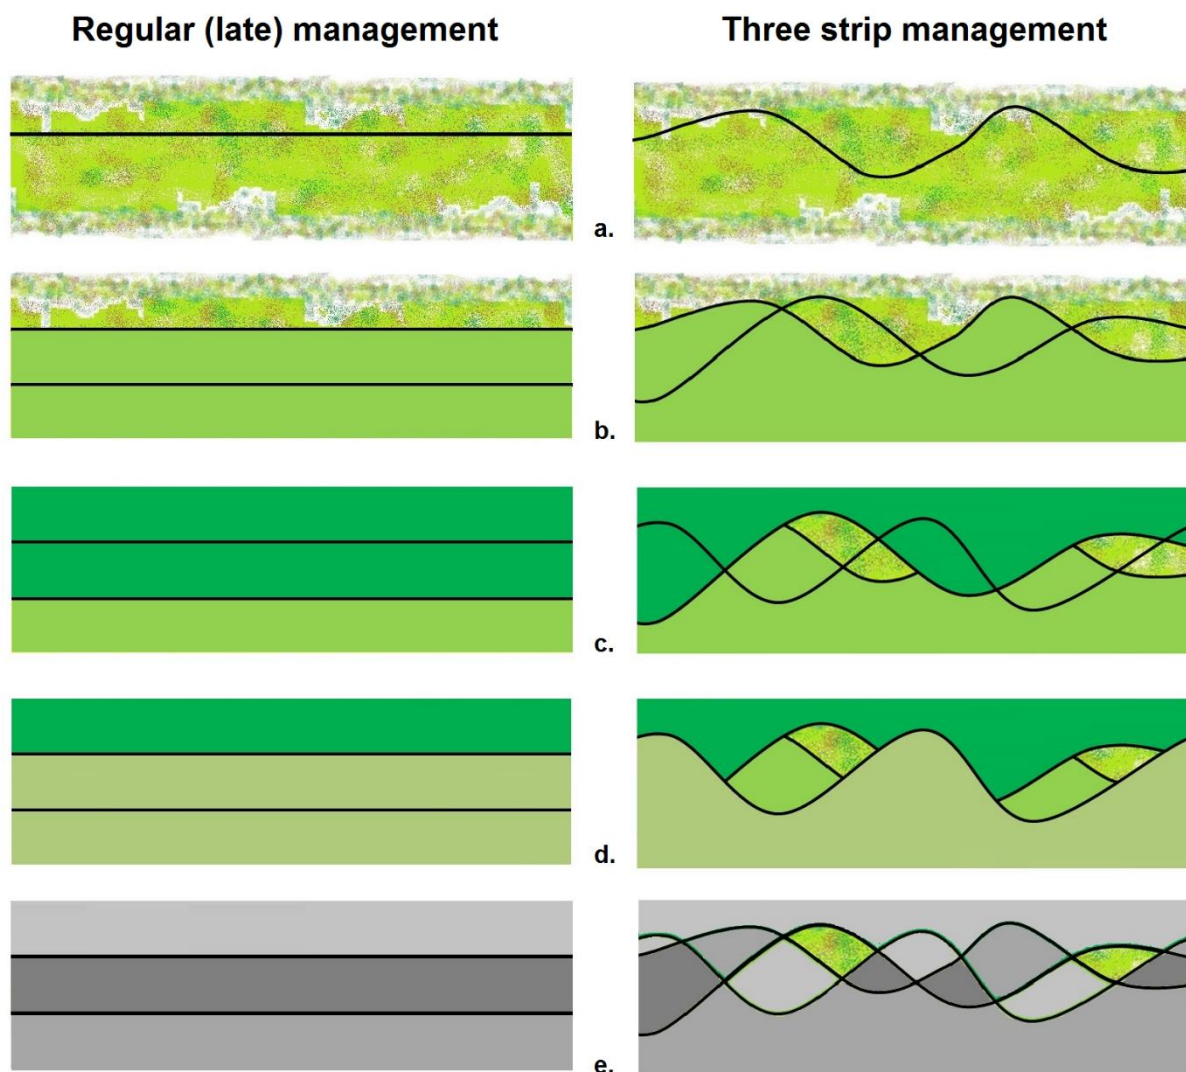 Regular (late) management
Three strip management
a.
b.
c.
d.
e.